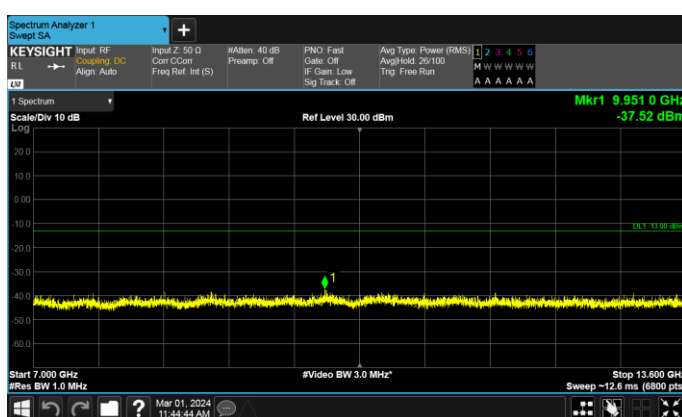 Spectrum Analyzer 1
Swept SA
+
KEYSIGHT Input: RF Input Z: 50 Ω #Atten: 40 dB PNO: Fast Avg Type: Power (RMS) 1 2 3 4 5 6
RL Coupling: DC Corr CCorr Preamp: Off Gate: Off Avg|Hold: 26/100 M W W W W W
Align: Auto Freq Ref: Int (S) IF Gain: Low Trig: Free Run
LXI Sig Track: Off A A A A A A
1 Spectrum Mkr1 9.951 0 GHz
Scale/Div 10 dB Ref Level 30.00 dBm -37.52 dBm
Log
20.0
10.0
0.00
-10.0 DL1 -13.00 dBm
-20.0
-30.0
1
-40.0
-50.0
-60.0
Start 7.000 GHz #Video BW 3.0 MHz* Stop 13.600 GHz
#Res BW 1.0 MHz Sweep ~12.6 ms (6800 pts
? Mar 01, 2024
11:44:44 AM